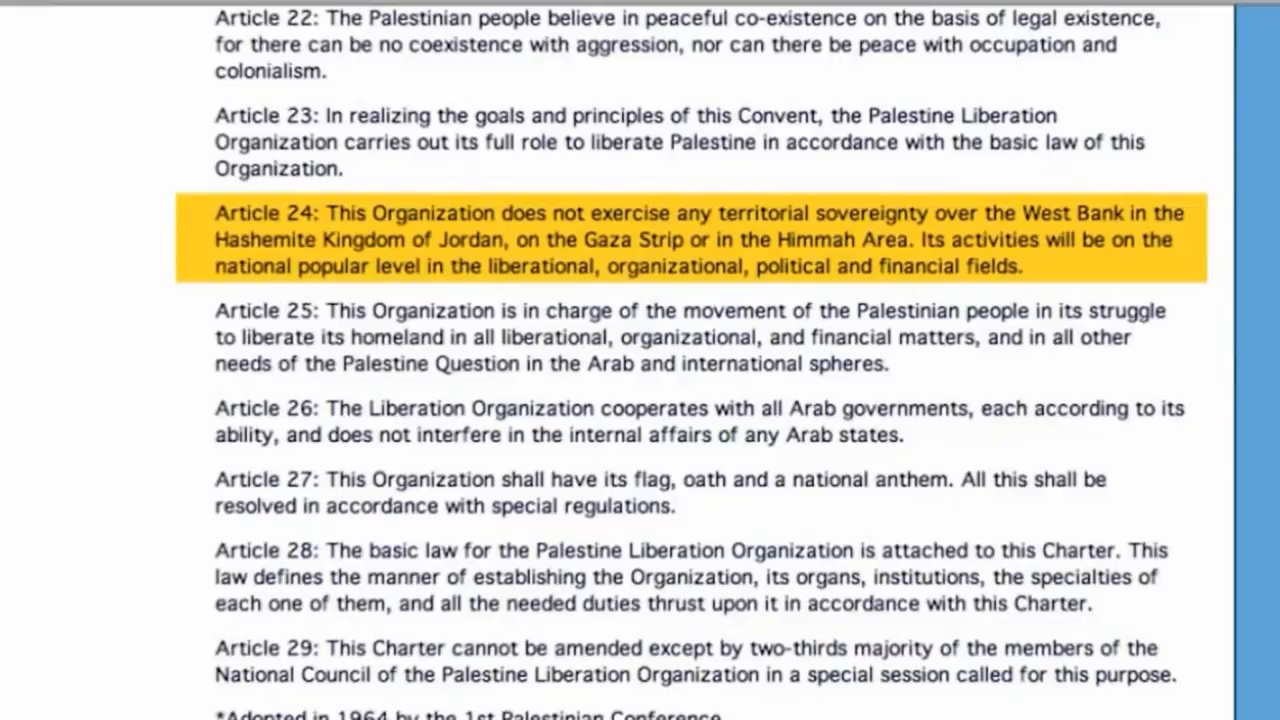 Article 22: The Palestinian people believe in peaceful co-existence on the basis of legal existence,
for there can be no coexistence with aggression, nor can there be peace with occupation and
colonialism.
Article 23: In realizing the goals and principles of this Convent, the Palestine Liberation
Organization carries out its full role to liberate Palestine in accordance with the basic law of this
Organization.
Article 24: This Organization does not exercise any territorial sovereignty over the West Bank in the
Hashemite Kingdom of Jordan, on the Gaza Strip or in the Himmah Area. Its activities will be on the
national popular level in the liberational, organizational, political and financial fields.
Article 25: This Organization is in charge of the movement of the Palestinian people in its struggle
to liberate its homeland in all liberational, organizational, and financial matters, and in all other
needs of the Palestine Question in the Arab and international spheres.
Article 26: The Liberation Organization cooperates with all Arab governments, each according to its
ability, and does not interfere in the internal affairs of any Arab states.
Article 27: This Organization shall have its flag, oath and a national anthem. All this shall be
resolved in accordance with special regulations.
Article 28: The basic law for the Palestine Liberation Organization is attached to this Charter. This
law defines the manner of establishing the Organization, its organs, institutions, the specialties of
each one of them, and all the needed duties thrust upon it in accordance with this Charter.
Article 29: This Charter cannot be amended except by two-thirds majority of the members of the
National Council of the Palestine Liberation Organization in a special session called for this purpose.
*Adopted in 1964 by the 1st Palestinian Conference